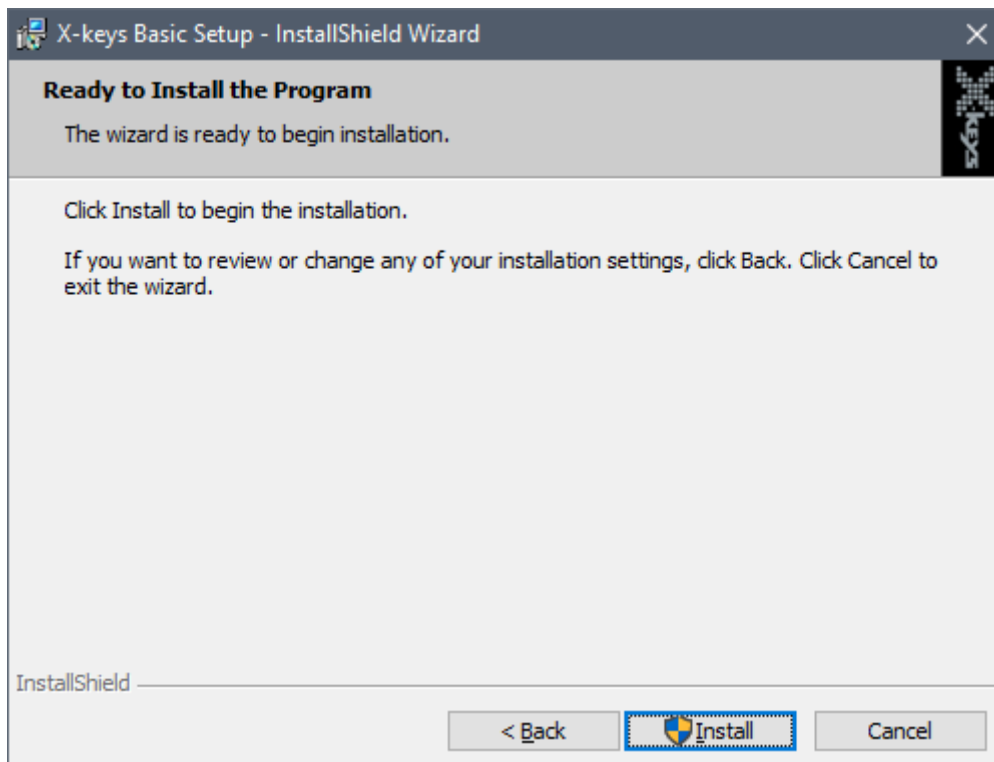 X-keys Basic Setup - InstallShield Wizard
Ready to Install the Program
The wizard is ready to begin installation.
X-keys
Click Install to begin the installation.
If you want to review or change any of your installation settings, click Back. Click Cancel to
exit the wizard.
InstallShield
< Back
Install
Cancel